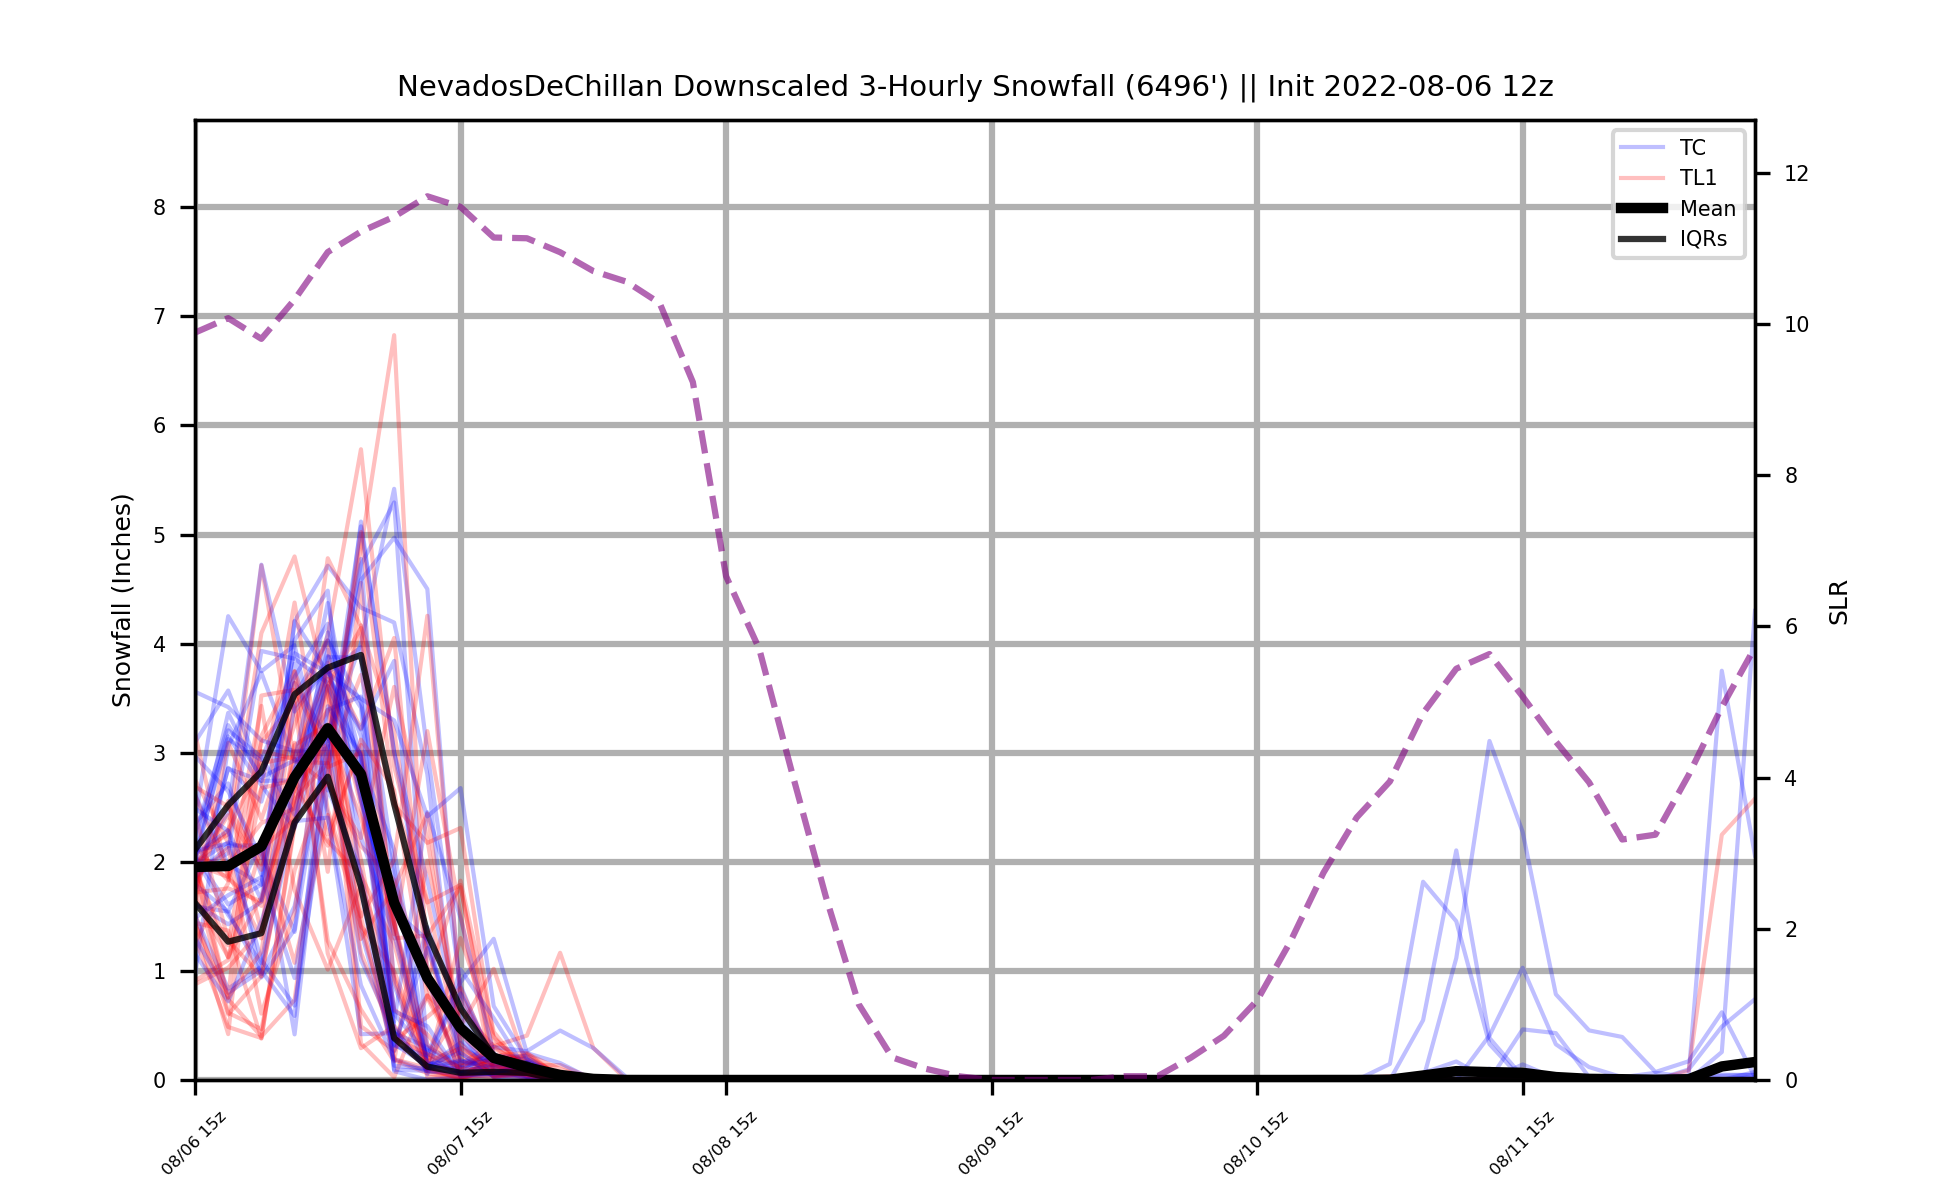 NevadosDeChillan Downscaled 3-Hourly Snowfall (6496') || Init 2022-08-06 12z
TC
TL1
Mean
IQRs
Snowfall (Inches)
8
7
6
5
4
3
2
1
0
12
10
8
6
4
2
0
SLR
08/06 15z
08/07 15z
08/08 15z
08/09 15z
08/10 15z
08/11 15z